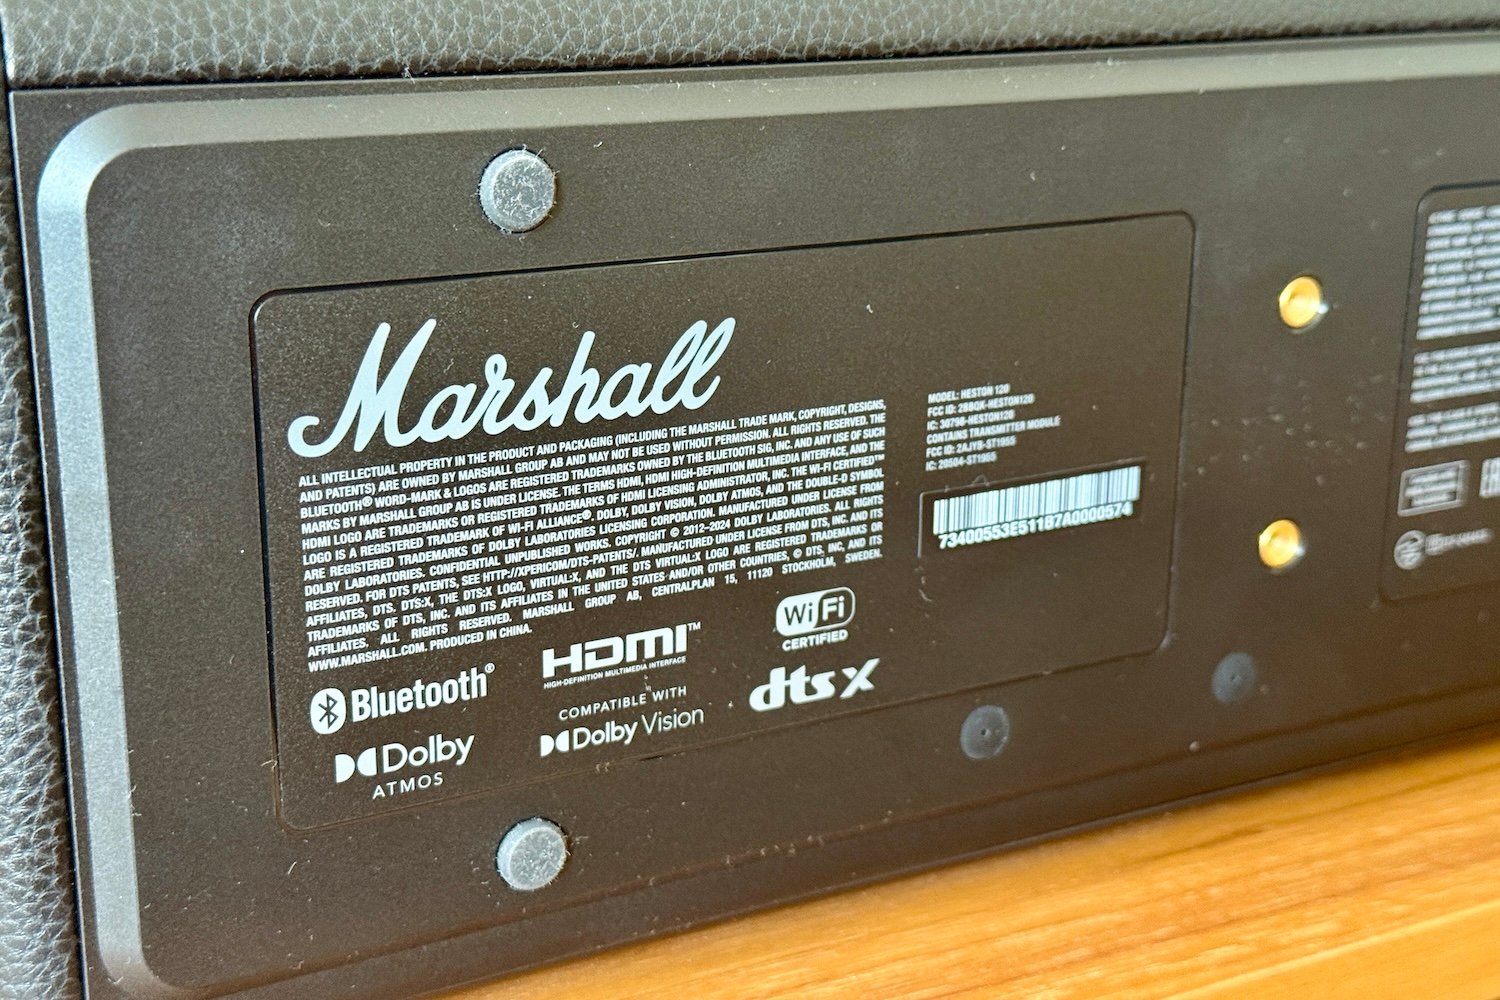 Marshall
ALL INTELLECTUAL PROPERTY IN THE PRODUCT AND PACKAGING (INCLUDING THE MARSHALL TRADE MARK, COPYRIGHT, DESIGNS,
AND PATENTS) ARE OWNED BY MARSHALL GROUP AB AND MAY NOT BE USED WITHOUT PERMISSION. ALL RIGHTS RESERVED. THE
BLUETOOTH® WORD-MARK & LOGOS ARE REGISTERED TRADEMARKS OWNED BY THE BLUETOOTH SIG, INC. AND ANY USE OF SUCH
MARKS BY MARSHALL GROUP AB IS UNDER LICENSE. THE TERMS HDMI, HDMI HIGH-DEFINITION MULTIMEDIA INTERFACE, AND THE
HDMI LOGO ARE TRADEMARKS OR REGISTERED TRADEMARKS OF HDMI LICENSING ADMINISTRATOR, INC. THE WI-FI CERTIFIED™
LOGO IS A REGISTERED TRADEMARK OF WI-FI ALLIANCE®. DOLBY, DOLBY VISION, DOLBY ATMOS, AND THE DOUBLE-D SYMBOL
ARE REGISTERED TRADEMARKS OF DOLBY LABORATORIES LICENSING CORPORATION. MANUFACTURED UNDER LICENSE FROM
DOLBY LABORATORIES. CONFIDENTIAL UNPUBLISHED WORKS. COPYRIGHT © 2012–2024 DOLBY LABORATORIES. ALL RIGHTS
RESERVED. FOR DTS PATENTS, SEE HTTP://XPERICOM/DTS-PATENTS/. MANUFACTURED UNDER LICENSE FROM DTS, INC. AND ITS
AFFILIATES, DTS. DTS:X, THE DTS:X LOGO, VIRTUAL:X, AND THE DTS VIRTUAL:X LOGO ARE REGISTERED TRADEMARKS OR
TRADEMARKS OF DTS, INC. AND ITS AFFILIATES IN THE UNITED STATES AND/OR OTHER COUNTRIES, © DTS, INC. AND ITS
AFFILIATES. ALL RIGHTS RESERVED. MARSHALL GROUP AB, CENTRALPLAN 15, 11120 STOCKHOLM, SWEDEN.
WWW.MARSHALL.COM. PRODUCED IN CHINA.
Bluetooth®
HDMI™
HIGH-DEFINITION MULTIMEDIA INTERFACE
Wi Fi
CERTIFIED
Dolby
ATMOS
COMPATIBLE WITH
Dolby Vision
dts X
MODEL: HESTON 120
FCC ID: 2BBQX-HESTON120
IC: 30798-HESTON120
CONTAINS TRANSMITTER MODULE
FCC ID: 2AJYB-ST1955
IC: 20504-ST1955
73400553E511B7A0000574